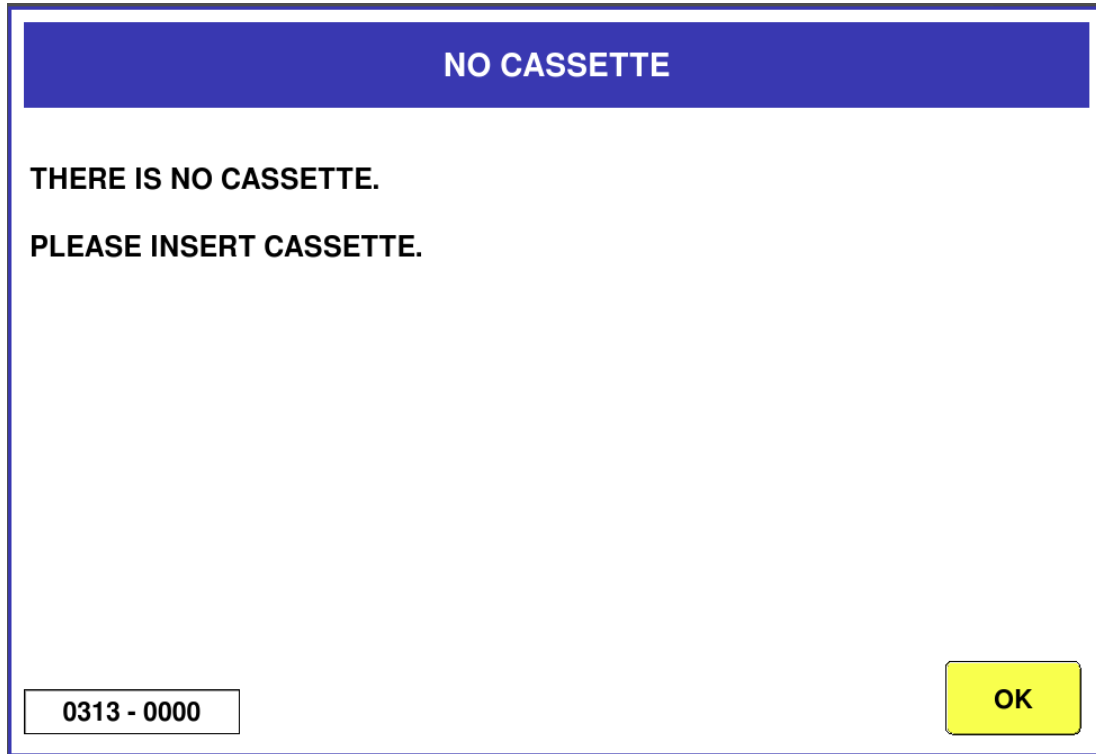 NO CASSETTE
THERE IS NO CASSETTE.
PLEASE INSERT CASSETTE.
0313 - 0000
OK